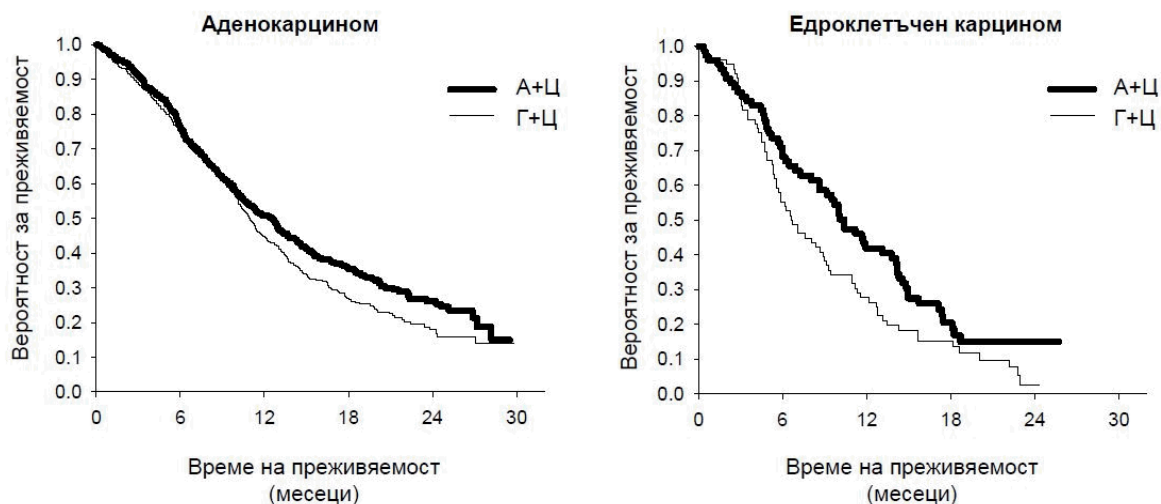 Аденокарцином
Вероятност за преживяемост
1.0
0.9
0.8
0.7
0.6
0.5
0.4
0.3
0.2
0.1
0.0
А+Ц
Г+Ц
0 6 12 18 24 30
Време на преживяемост
(месеци)
Едроклетъчен карцином
Вероятност за преживяемост
1.0
0.9
0.8
0.7
0.6
0.5
0.4
0.3
0.2
0.1
0.0
А+Ц
Г+Ц
0 6 12 18 24 30
Време на преживяемост
(месеци)